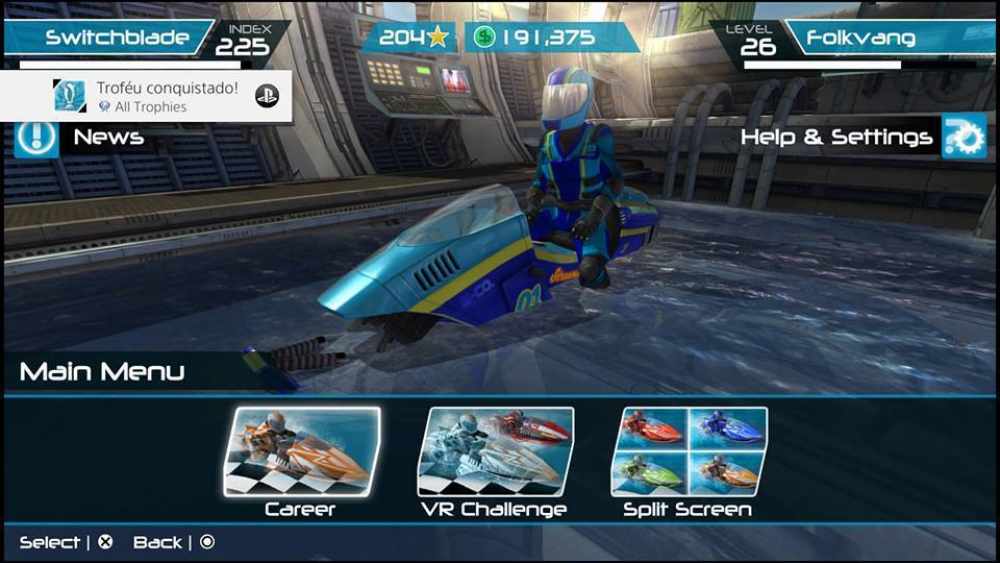 Switchblade
INDEX
225
204
191,375
LEVEL
26
Folkvang
Troféu conquistado!
All Trophies
News
Help & Settings
01
Main Menu
Career
VR Challenge
Split Screen
Select | Back |